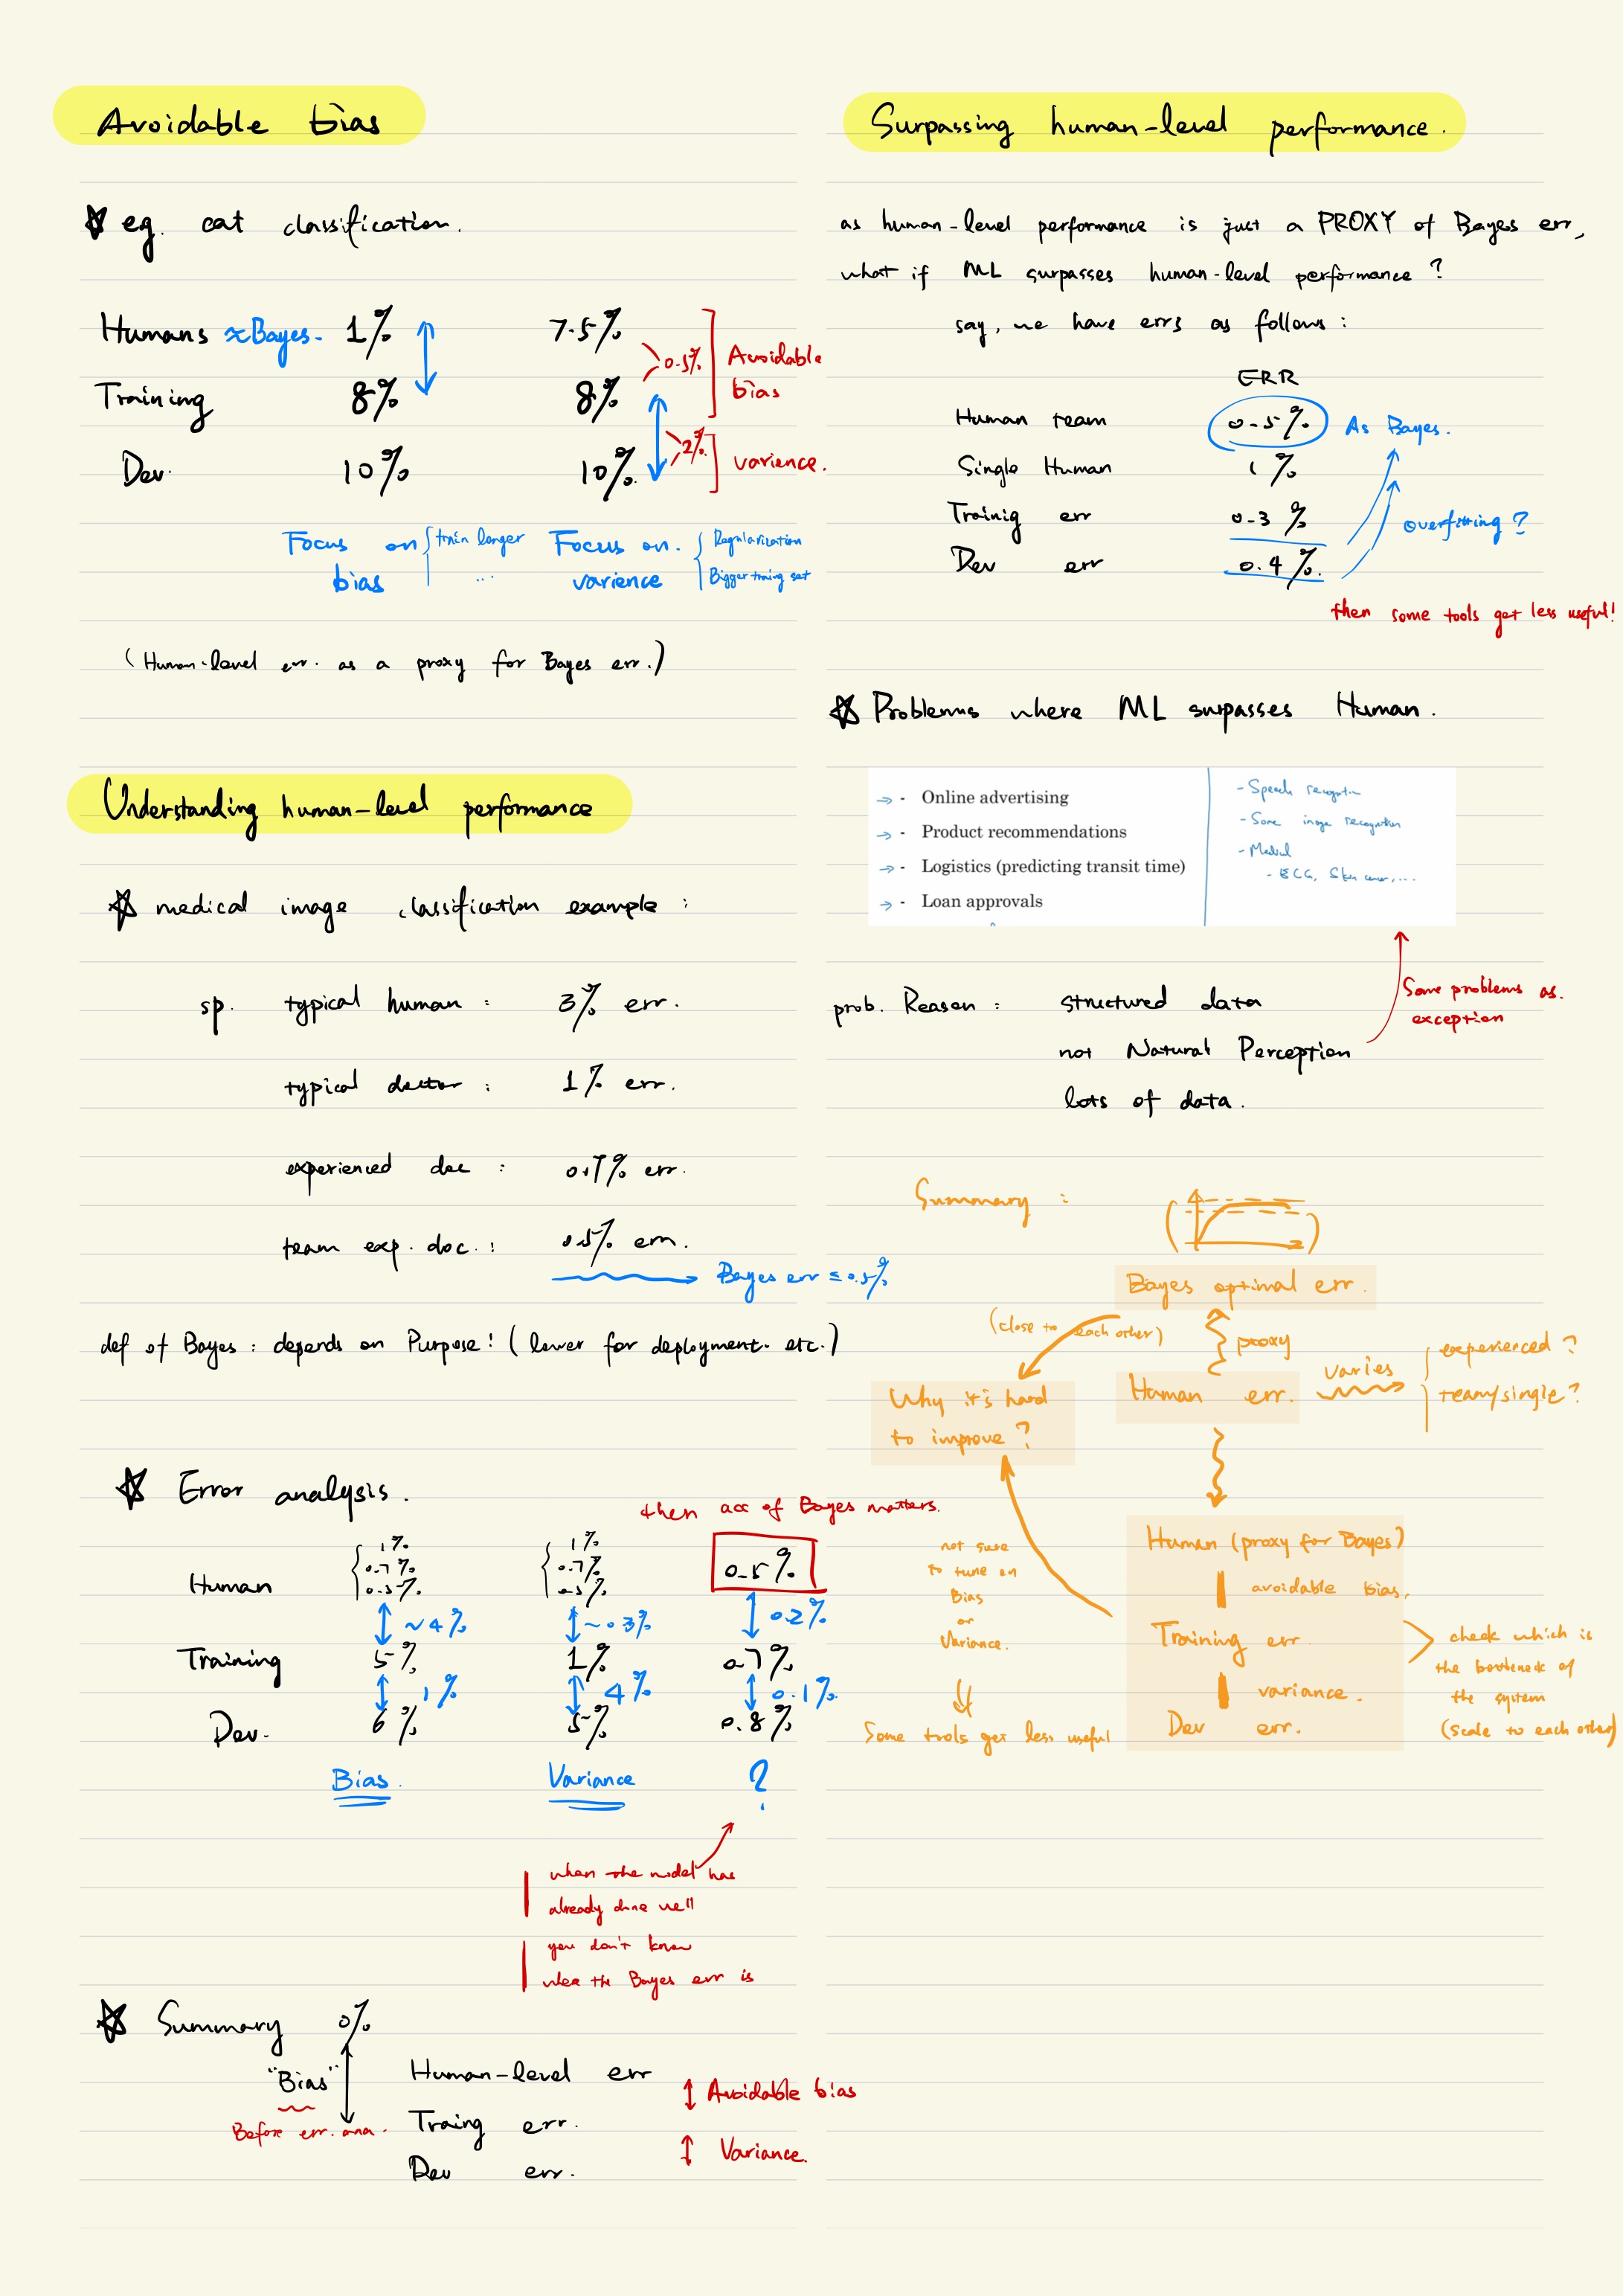 Avoidable bias
eg. cat classification.
Humans ≈Bayes. 1% 7.5%
0.5%
Avoidable
bias
Training 8% 8%
2%
varience.
Dev. 10% 10%.
Focus on bias
train longer
...
Focus on. varience
Regularization
Bigger traing set
(Human-level err. as a proxy for Bayes err.)
Understanding human-level performance
medical image classification example :
sp. typical human : 3% err.
typical doctor : 1% err.
experienced doc : 0.7% err.
team exp. doc. : 0.5% err.
Bayes err ≤ 0.5%
def of Bayes : depends on Purpose! (lower for deployment. etc.)
Error analysis.
then acc of Bayes matters.
1% 1%
0.7% 0.7% 0.5%
Human 0.5% 0.5%
~4% ~0.3% 0.2%
Training 5% 1% 0.7%
1% 4% 0.1%.
Dev. 6% 5% 0.8%
Bias. Variance ?
when the model has
already done well
you don't know
the Bayes err is
Summary 0%
"Bias"
Before err. ana.
Human-level err
Avoidable bias
Traing err.
Variance.
Dev err.
Surpassing human-level performance.
as human-level performance is just a PROXY of Bayes err,
what if ML surpasses human-level performance ?
say, we have errs as follows :
ERR
Human team 0.5% As Bayes.
Single Human 1%
Trainig err 0.3%
overfitting ?
Dev err 0.4%.
then some tools get less useful!
Problems where ML surpasses Human.
→ - Online advertising
→ - Product recommendations
→ - Logistics (predicting transit time)
→ - Loan approvals
- Speech recognition
- Some image recognition
- Medical
- ECG, Skin cancer, ...
prob. Reason : structured data
not Natural Perception
lots of data.
Some problems as.
exception
Summary :
Bayes optimal err.
(close to each other)
proxy
Why it's hard
to improve ?
Human err.
varies
experienced ?
team/single ?
not sure
to tune on
Bias
or
Variance.
Some tools get less useful
Human (proxy for Bayes)
avoidable bias.
Training err.
variance.
Dev err.
check which is
the botteneck of
the system
(scale to each other)